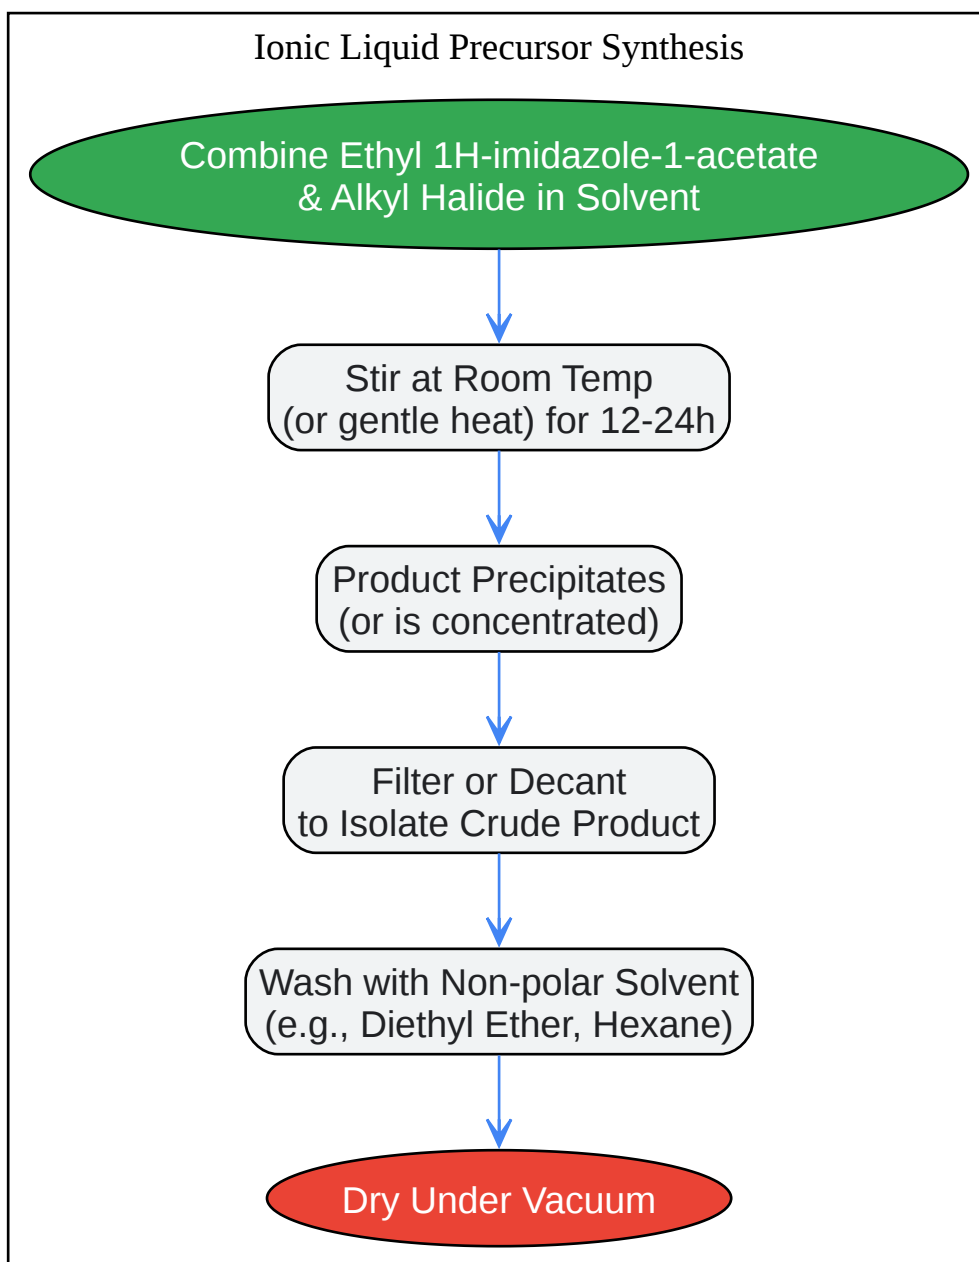 Ionic Liquid Precursor Synthesis
Combine Ethyl 1H-imidazole-1-acetate
& Alkyl Halide in Solvent
Stir at Room Temp
(or gentle heat) for 12-24h
Product Precipitates
(or is concentrated)
Filter or Decant
to Isolate Crude Product
Wash with Non-polar Solvent
(e.g., Diethyl Ether, Hexane)
Dry Under Vacuum